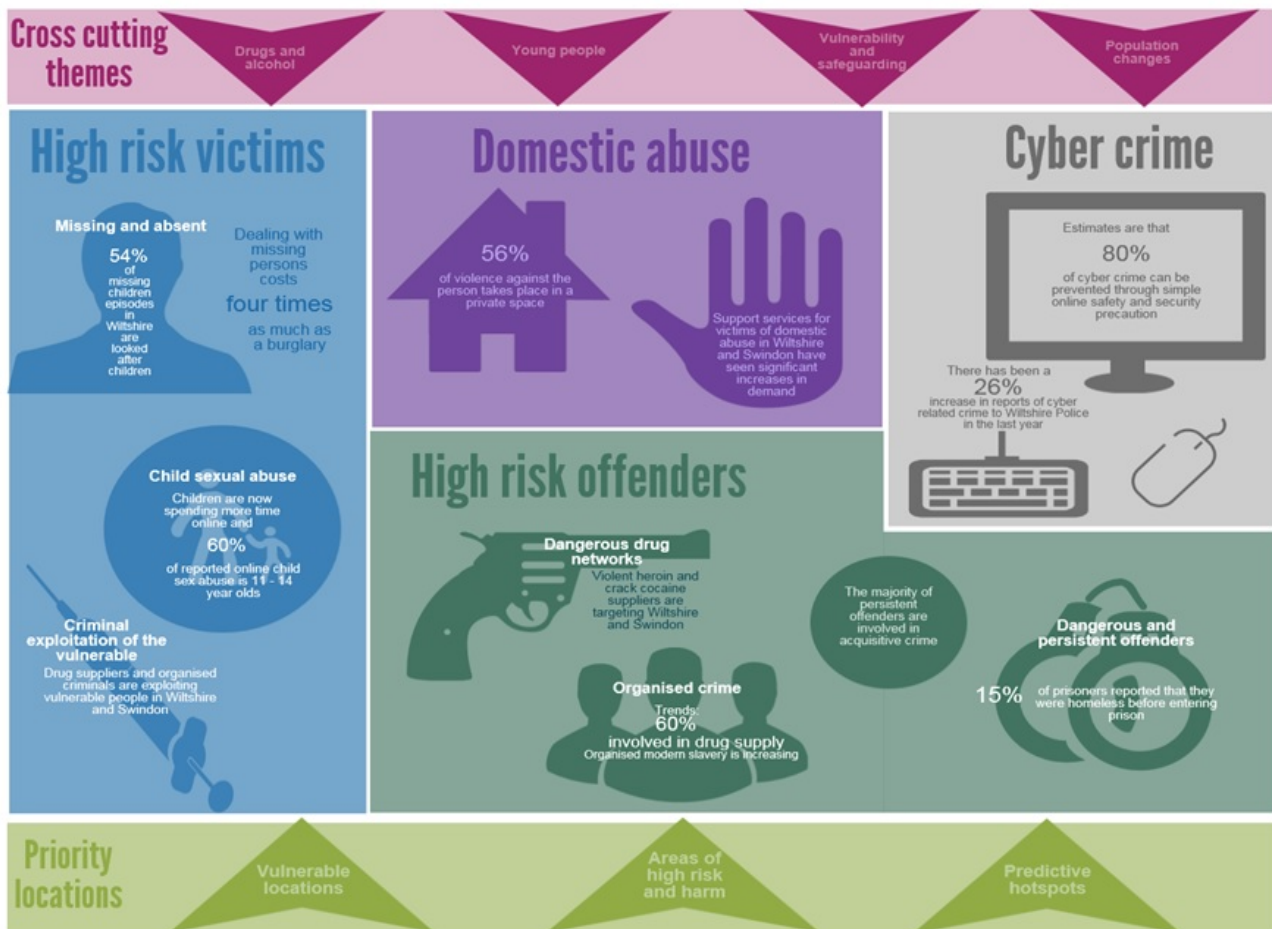 Cross cutting
themes
Drugs and
alcohol
Young people
Vulnerability
and
safeguarding
Population
changes
High risk victims
Missing and absent
54%
of
missing
children
episodes
in
Wiltshire
are
looked
after
children
Dealing with
missing
persons
costs
four times
as much as
a burglary
Child sexual abuse
Children are now
spending more time
online and
60%
of reported online child
sex abuse is 11 - 14
year olds
Criminal
exploitation of the
vulnerable
Drug suppliers and organised
criminals are exploiting
vulnerable people in Wiltshire
and Swindon
Domestic abuse
56%
of violence against the
person takes place in a
private space
Support services for
victims of domestic
abuse in Wiltshire
and Swindon have
seen significant
increases in
demand
Cyber crime
Estimates are that
80%
of cyber crime can be
prevented through simple
online safety and security
precaution
There has been a
26%
increase in reports of cyber
related crime to Wiltshire Police
in the last year
High risk offenders
Dangerous drug
networks
Violent heroin and
crack cocaine
suppliers are
targeting Wiltshire
and Swindon
Organised crime
Trends:
60%
involved in drug supply
Organised modern slavery is increasing
The majority of
persistent
offenders are
involved in
acquisitive crime
Dangerous and
persistent offenders
15%
of prisoners reported that they
were homeless before entering
prison
Priority
locations
Vulnerable
locations
Areas of
high risk
and harm
Predictive
hotspots